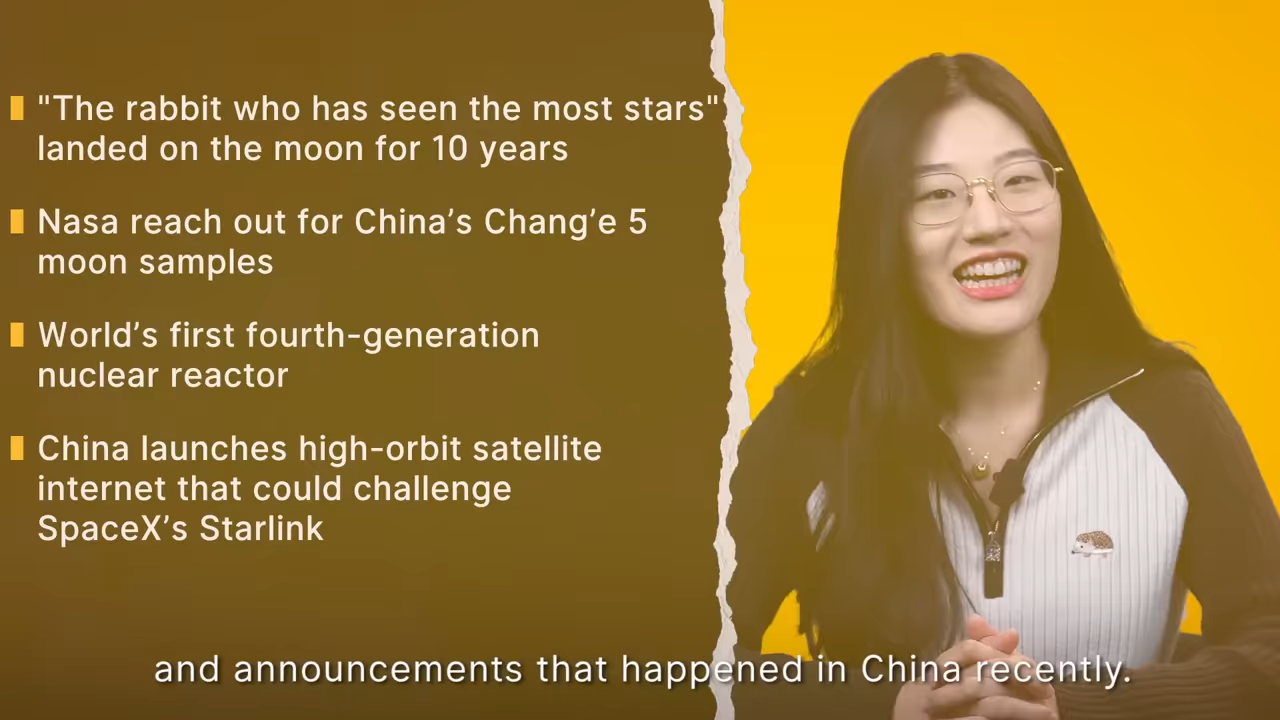 "The rabbit who has seen the most stars"
landed on the moon for 10 years
Nasa reach out for China’s Chang’e 5
moon samples
World’s first fourth-generation
nuclear reactor
China launches high-orbit satellite
internet that could challenge
SpaceX’s Starlink
and announcements that happened in China recently.